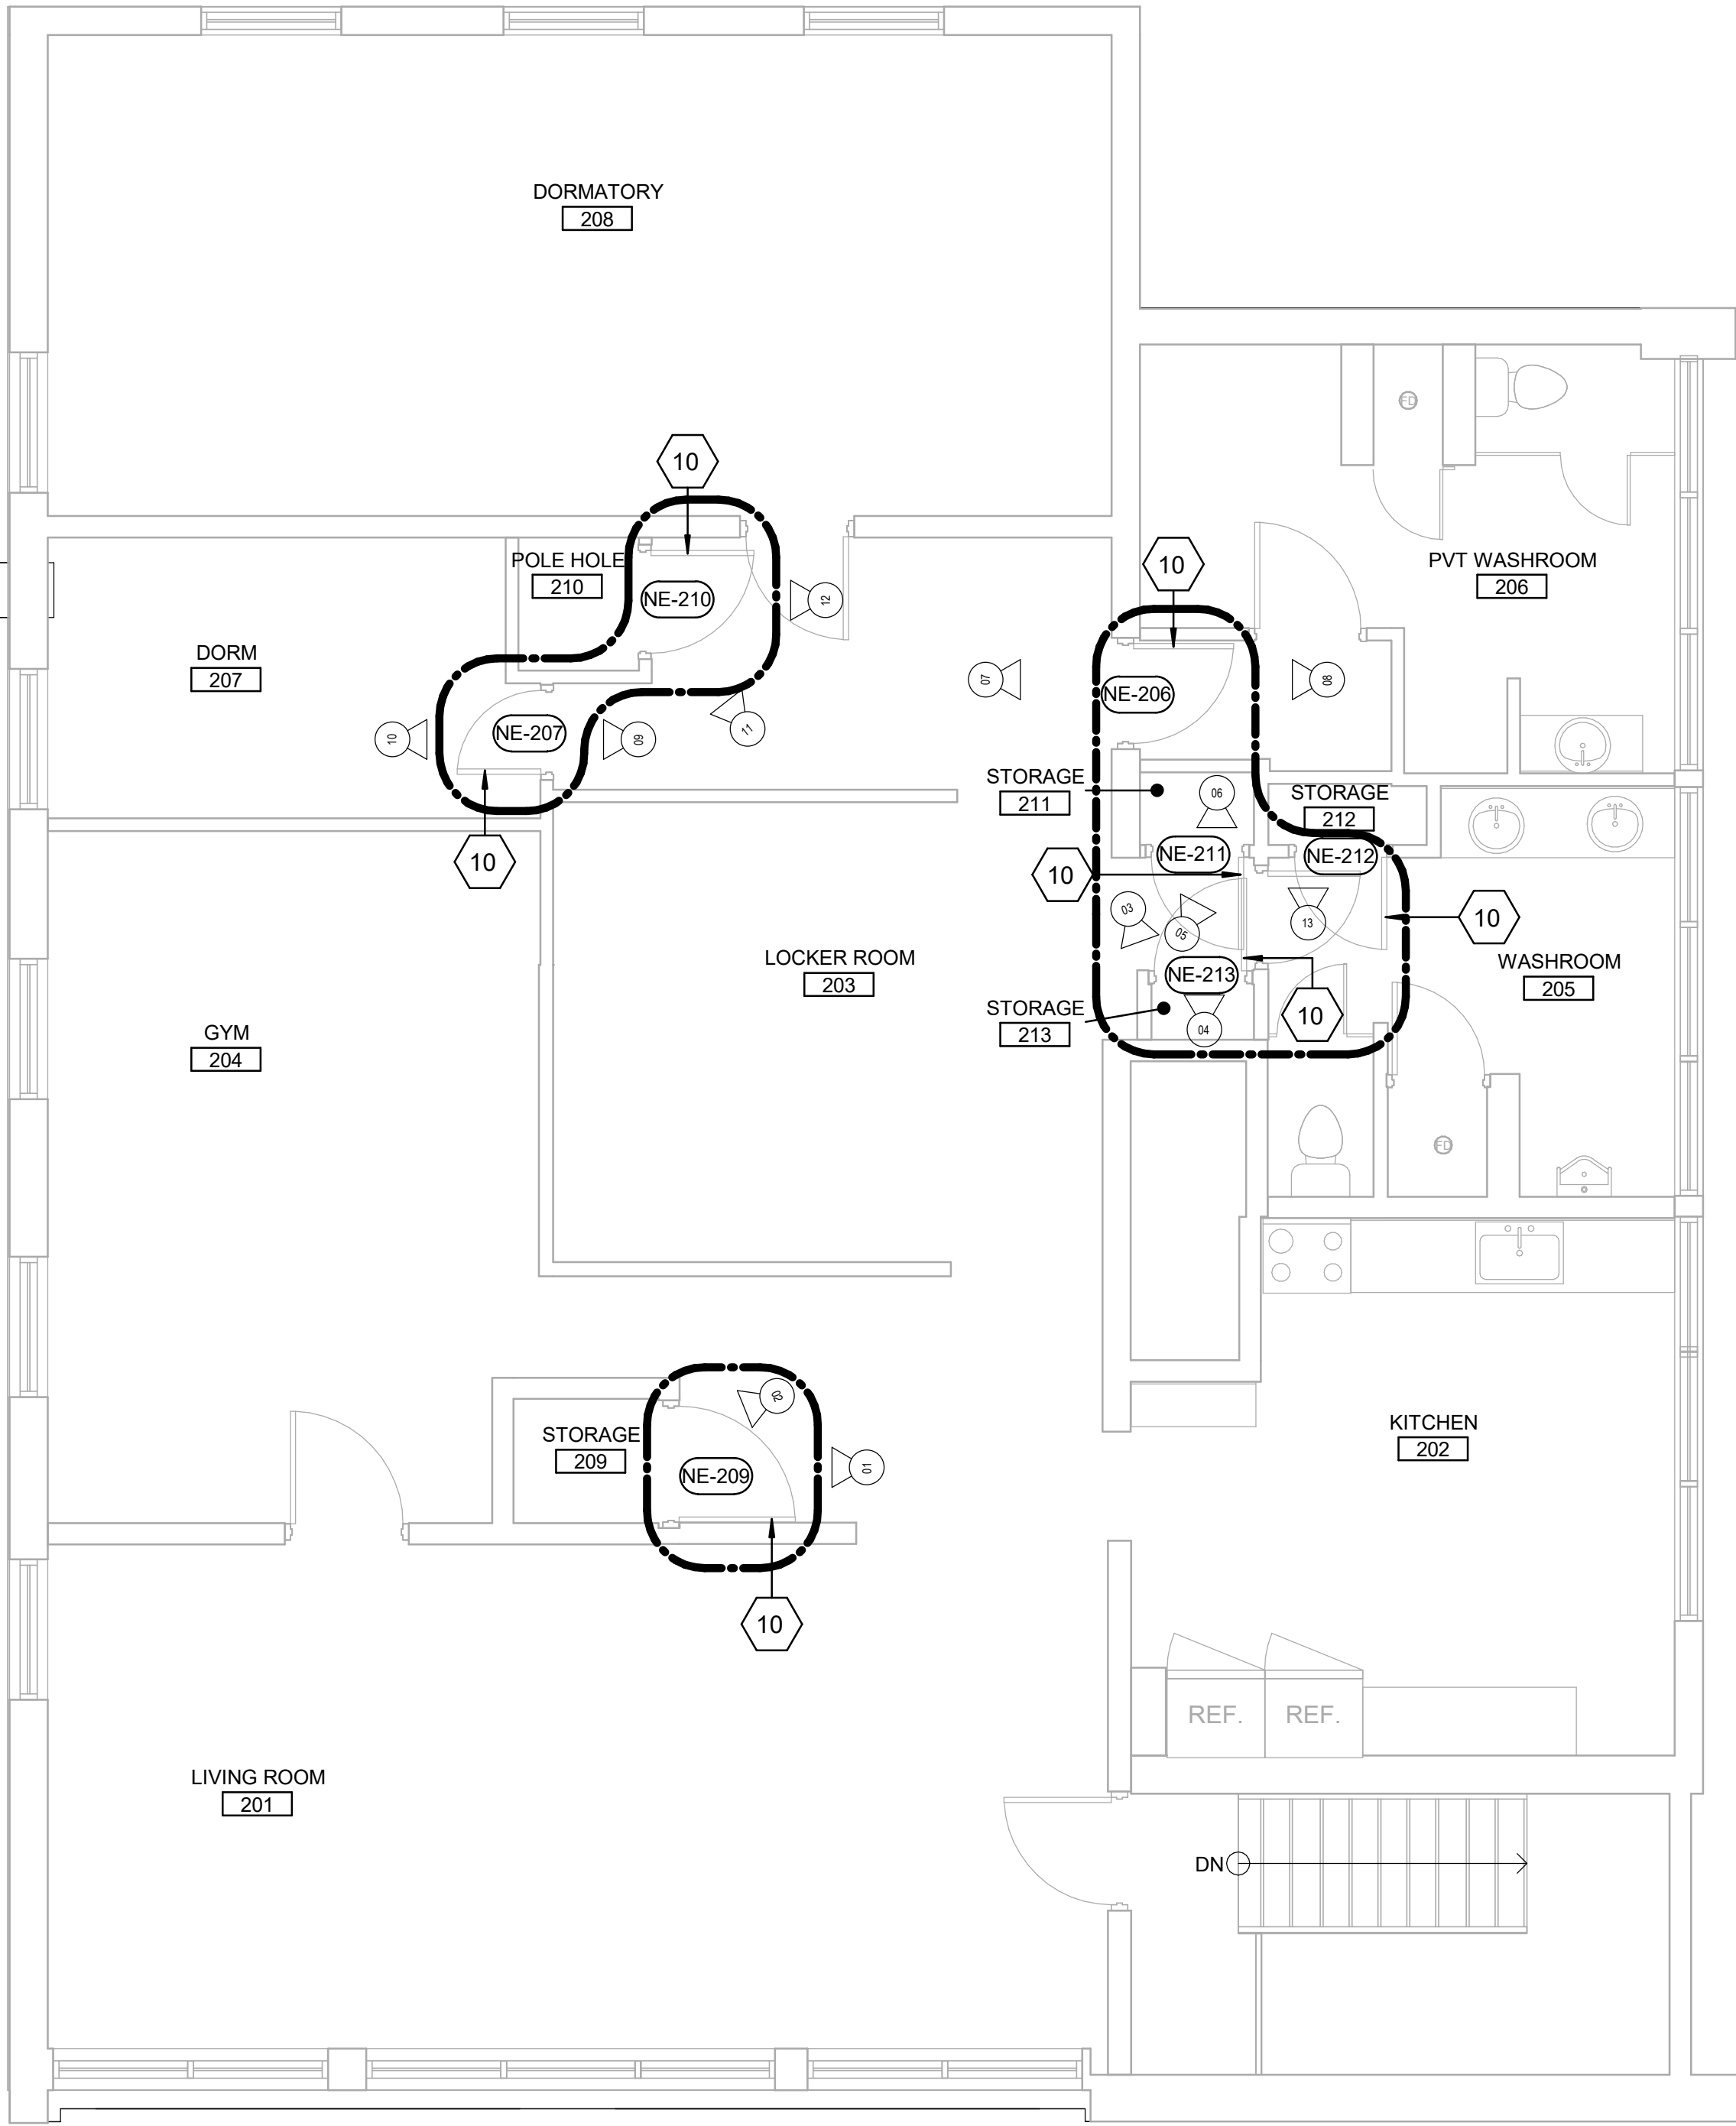 DORMATORY
208
10
POLE HOLE
210
NE-210
12
10
PVT WASHROOM
206
DORM
207
07
NE-206
08
10
NE-207
09
11
STORAGE
211
06
STORAGE
212
10
10
NE-211
NE-212
03
05
13
10
LOCKER ROOM
203
NE-213
WASHROOM
205
STORAGE
213
04
10
GYM
204
FD
FD
02
STORAGE
209
NE-209
01
KITCHEN
202
10
REF.
REF.
LIVING ROOM
201
DN